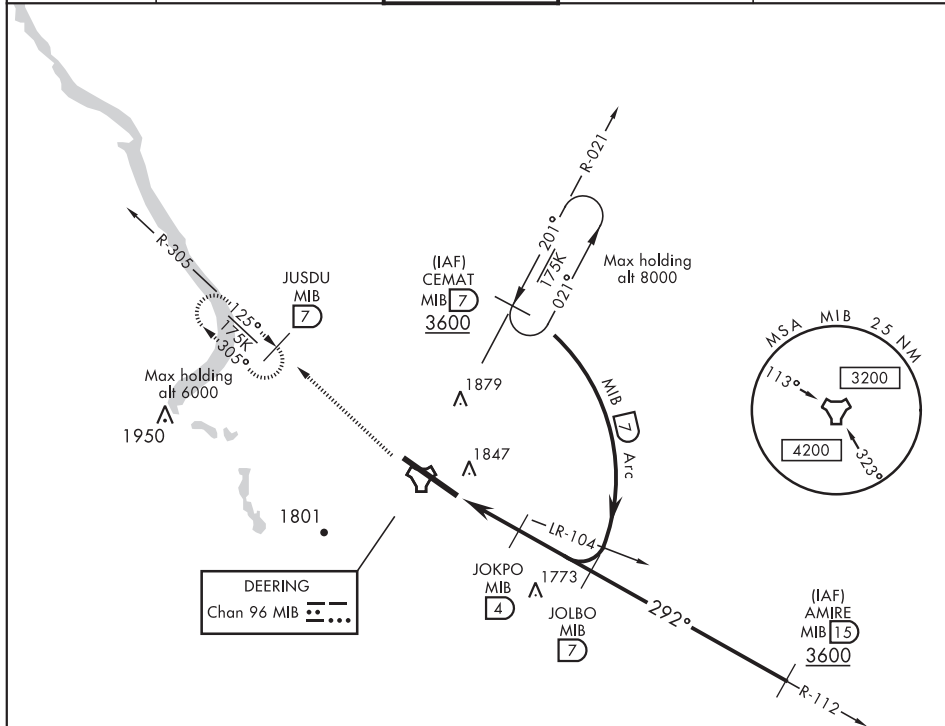 R-021
201°
175K
021°
Max holding
alt 8000
(IAF)
CEMAT
MIB 7
3600
R-305
JUSDU
MIB
7
125°
175K
305°
Max holding
alt 6000
1950
1879
1847
1801
MIB 7 Arc
MSA MIB 25 NM
113°
3200
4200
323°
LR-104
DEERING
Chan 96 MIB
JOKPO
MIB
4
1773
JOLBO
MIB
7
292°
(IAF)
AMIRE
MIB 15
3600
R-112